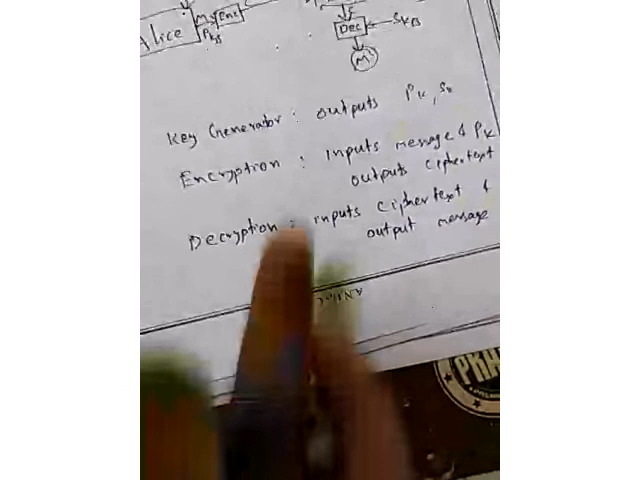 Alice
Enc
Dec
SKB
M
Key Generator : outputs PK, SK
Encryption : inputs message & PK
outputs ciphertext
Decryption : inputs ciphertext &
output message